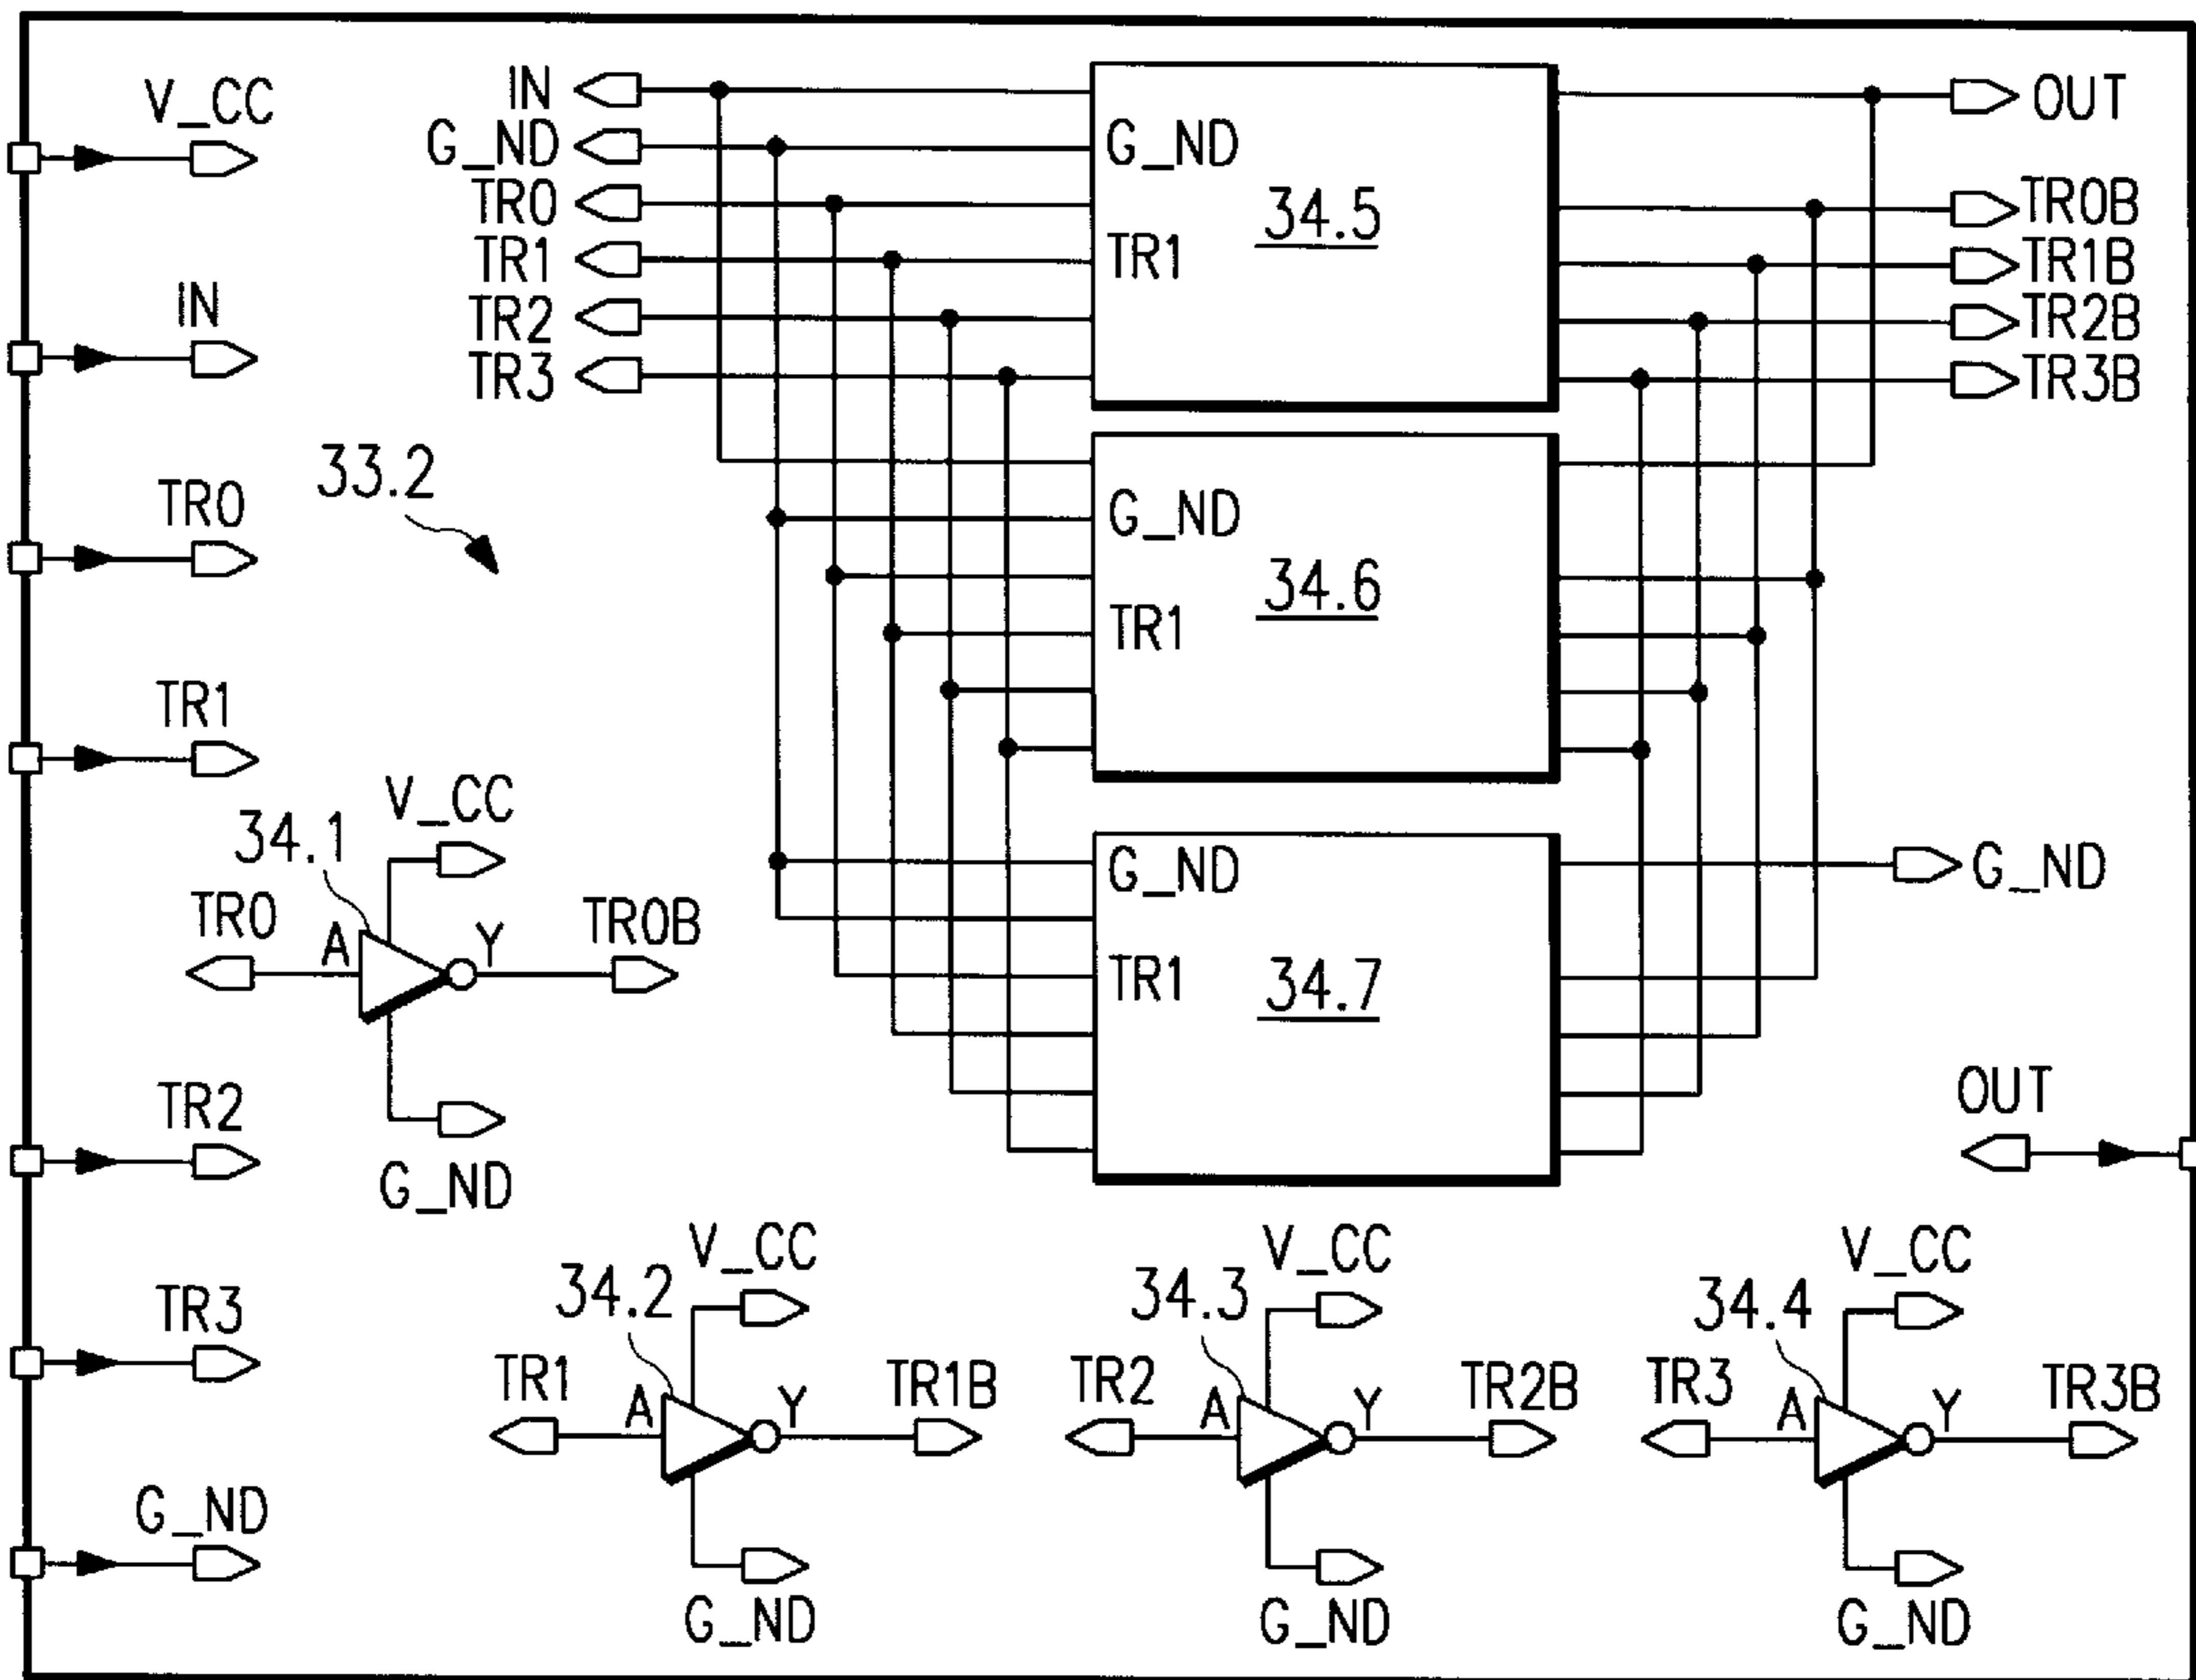 V_CC
IN
TR0
TR1
TR2
TR3
G_ND
33.2
IN
G_ND
TR0
TR1
TR2
TR3
G_ND
34.5
TR1
G_ND
34.6
TR1
G_ND
34.7
TR1
OUT
TR0B
TR1B
TR2B
TR3B
G_ND
OUT
34.1
V_CC
TR0
A
Y
TR0B
G_ND
34.2
V_CC
TR1
A
Y
TR1B
G_ND
34.3
V_CC
TR2
A
Y
TR2B
G_ND
34.4
V_CC
TR3
A
Y
TR3B
G_ND